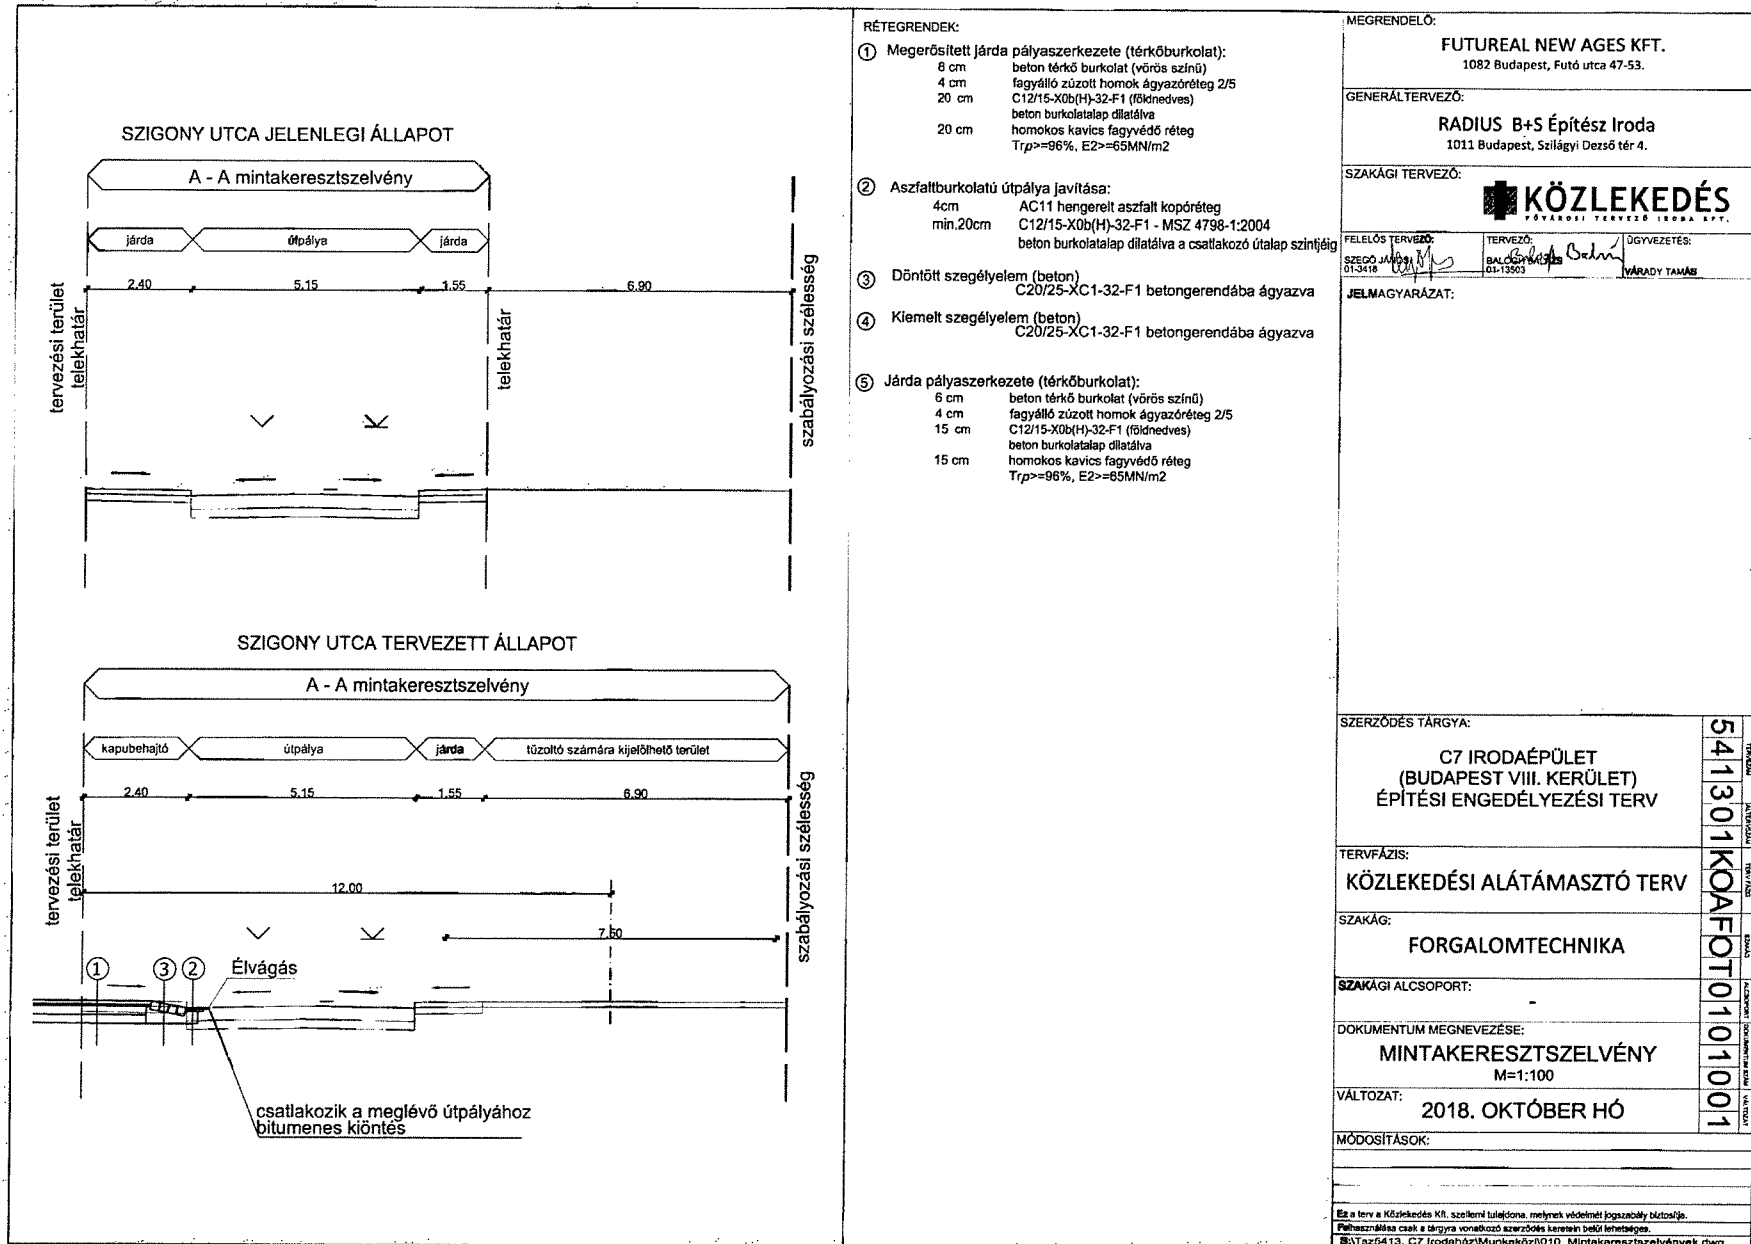 SZIGONY UTCA JELENLEGI ÁLLAPOT
A - A mintakeresztszelvény
járda
útpálya
járda
2.40
5.15
1.55
6.90
tervezési terület
telekhatár
telekhatár
szabályozási szélesség
SZIGONY UTCA TERVEZETT ÁLLAPOT
A - A mintakeresztszelvény
kapubehajtó
útpálya
járda
tűzoltó számára kijelölhető terület
2.40
5.15
1.55
6.90
tervezési terület
telekhatár
szabályozási szélesség
12.00
7.50
1
3
2
Élvágás
csatlakozik a meglévő útpályához
bitumenes kiöntés
RÉTEGRENDEK:
1 Megerősített járda pályaszerkezete (térkőburkolat):
8 cm beton térkő burkolat (vörös színű)
4 cm fagyálló zúzott homok ágyazóréteg 2/5
20 cm C12/15-X0b(H)-32-F1 (földnedves)
beton burkolatalap dilatálva
20 cm homokos kavics fagyvédő réteg
Trρ>=96%, E2>=65MN/m2
2 Aszfaltburkolatú útpálya javítása:
4cm AC11 hengerelt aszfalt kopóréteg
min.20cm C12/15-X0b(H)-32-F1 - MSZ 4798-1:2004
beton burkolatalap dilatálva a csatlakozó útalap szintjéig
3 Döntött szegélyelem (beton)
C20/25-XC1-32-F1 betongerendába ágyazva
4 Kiemelt szegélyelem (beton)
C20/25-XC1-32-F1 betongerendába ágyazva
5 Járda pályaszerkezete (térkőburkolat):
6 cm beton térkő burkolat (vörös színű)
4 cm fagyálló zúzott homok ágyazóréteg 2/5
15 cm C12/15-X0b(H)-32-F1 (földnedves)
beton burkolatalap dilatálva
15 cm homokos kavics fagyvédő réteg
Trρ>=96%, E2>=65MN/m2
MEGRENDELŐ:
FUTUREAL NEW AGES KFT.
1082 Budapest, Futó utca 47-53.
GENERÁLTERVEZŐ:
RADIUS B+S Építész Iroda
1011 Budapest, Szilágyi Dezső tér 4.
SZAKÁGI TERVEZŐ:
KÖZLEKEDÉS
FŐVÁROSI TERVEZŐ IRODA KFT.
FELELŐS TERVEZŐ:
SZEGŐ JÁNOS
01-3418
TERVEZŐ:
BALOGH BALÁZS
01-13503
ÜGYVEZETÉS:
VÁRADY TAMÁS
JELMAGYARÁZAT:
SZERZŐDÉS TÁRGYA:
C7 IRODAÉPÜLET
(BUDAPEST VIII. KERÜLET)
ÉPÍTÉSI ENGEDÉLYEZÉSI TERV
TERVFÁZIS:
KÖZLEKEDÉSI ALÁTÁMASZTÓ TERV
SZAKÁG:
FORGALOMTECHNIKA
SZAKÁGI ALCSOPORT:
-
DOKUMENTUM MEGNEVEZÉSE:
MINTAKERESZTSZELVÉNY
M=1:100
VÁLTOZAT:
2018. OKTÓBER HÓ
MÓDOSÍTÁSOK:
541301KOAFOT0101001
Ez a terv a Közlekedés Kft. szellemi tulajdona, melynek védelmét jogszabály biztosítja.
Felhasználása csak a tárgyra vonatkozó szerződés keretein belül lehetséges.
S:\Tsz5413_C7 Irodaház\Munkaközi\010_Mintakeresztszelvények.dwg